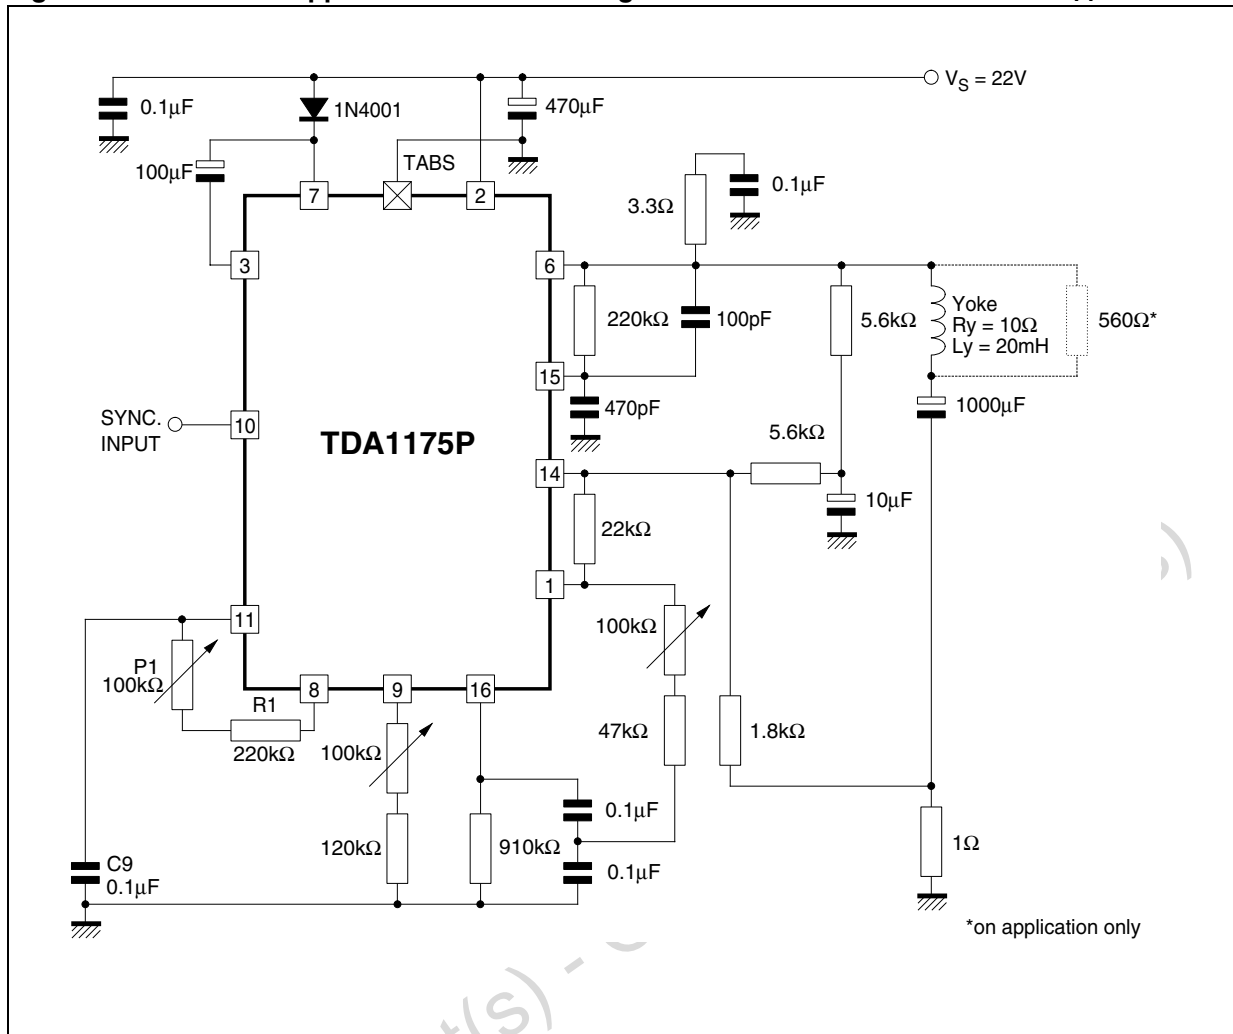 V_S = 22V
0.1µF
1N4001
470µF
100µF
TABS
7
2
3.3Ω
0.1µF
3
6
220kΩ
100pF
5.6kΩ
Yoke
Ry = 10Ω
Ly = 20mH
560Ω*
15
470pF
1000µF
SYNC.
INPUT
10
TDA1175P
5.6kΩ
14
10µF
22kΩ
1
11
100kΩ
P1
100kΩ
8
9
16
R1
220kΩ
100kΩ
47kΩ
1.8kΩ
0.1µF
120kΩ
910kΩ
1Ω
C9
0.1µF
0.1µF
*on application only
t(s) -